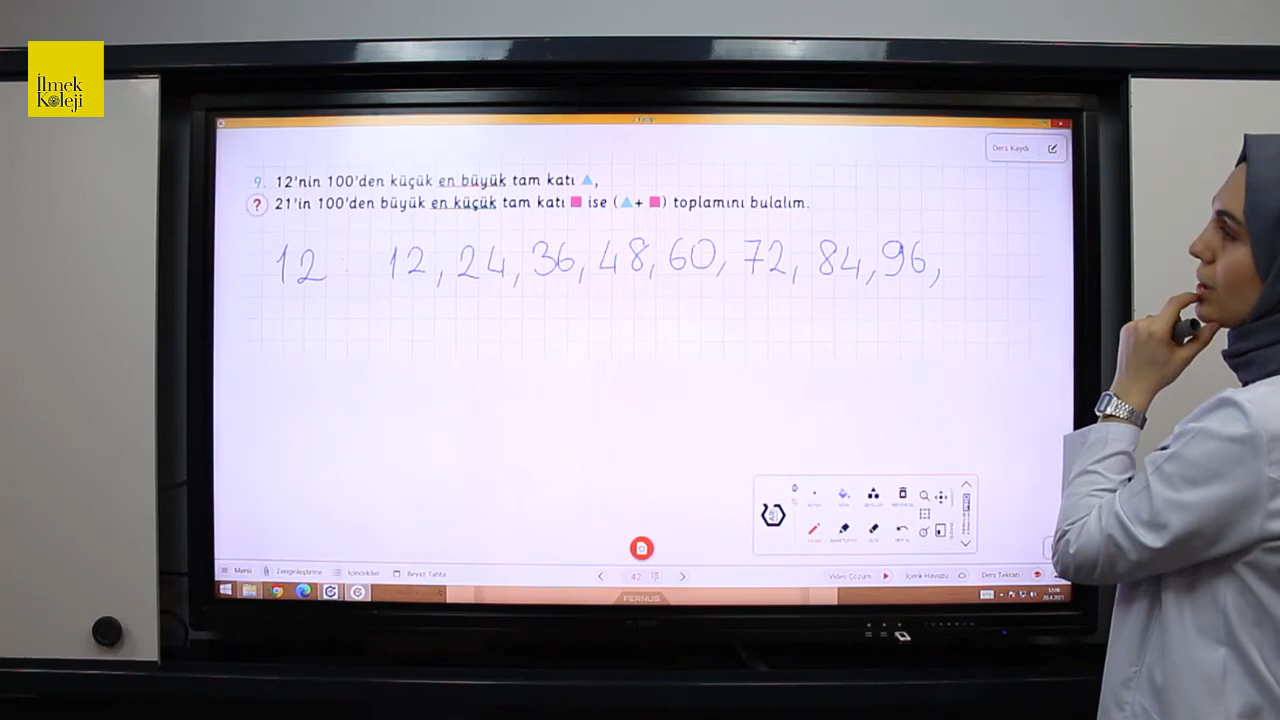 İlmek
Koleji
Ders Kaydı
9. 12'nin 100'den küçük en büyük tam katı ▲,
? 21'in 100'den büyük en küçük tam katı ■ ise (▲+ ■) toplamını bulalım.
12 : 12, 24, 36, 48, 60, 72, 84, 96,
Menü Zenginleştirme İçindekiler Beyaz Tahta 42 Video Çözüm İçerik Havuzu Ders Tekrarı
FERNUS